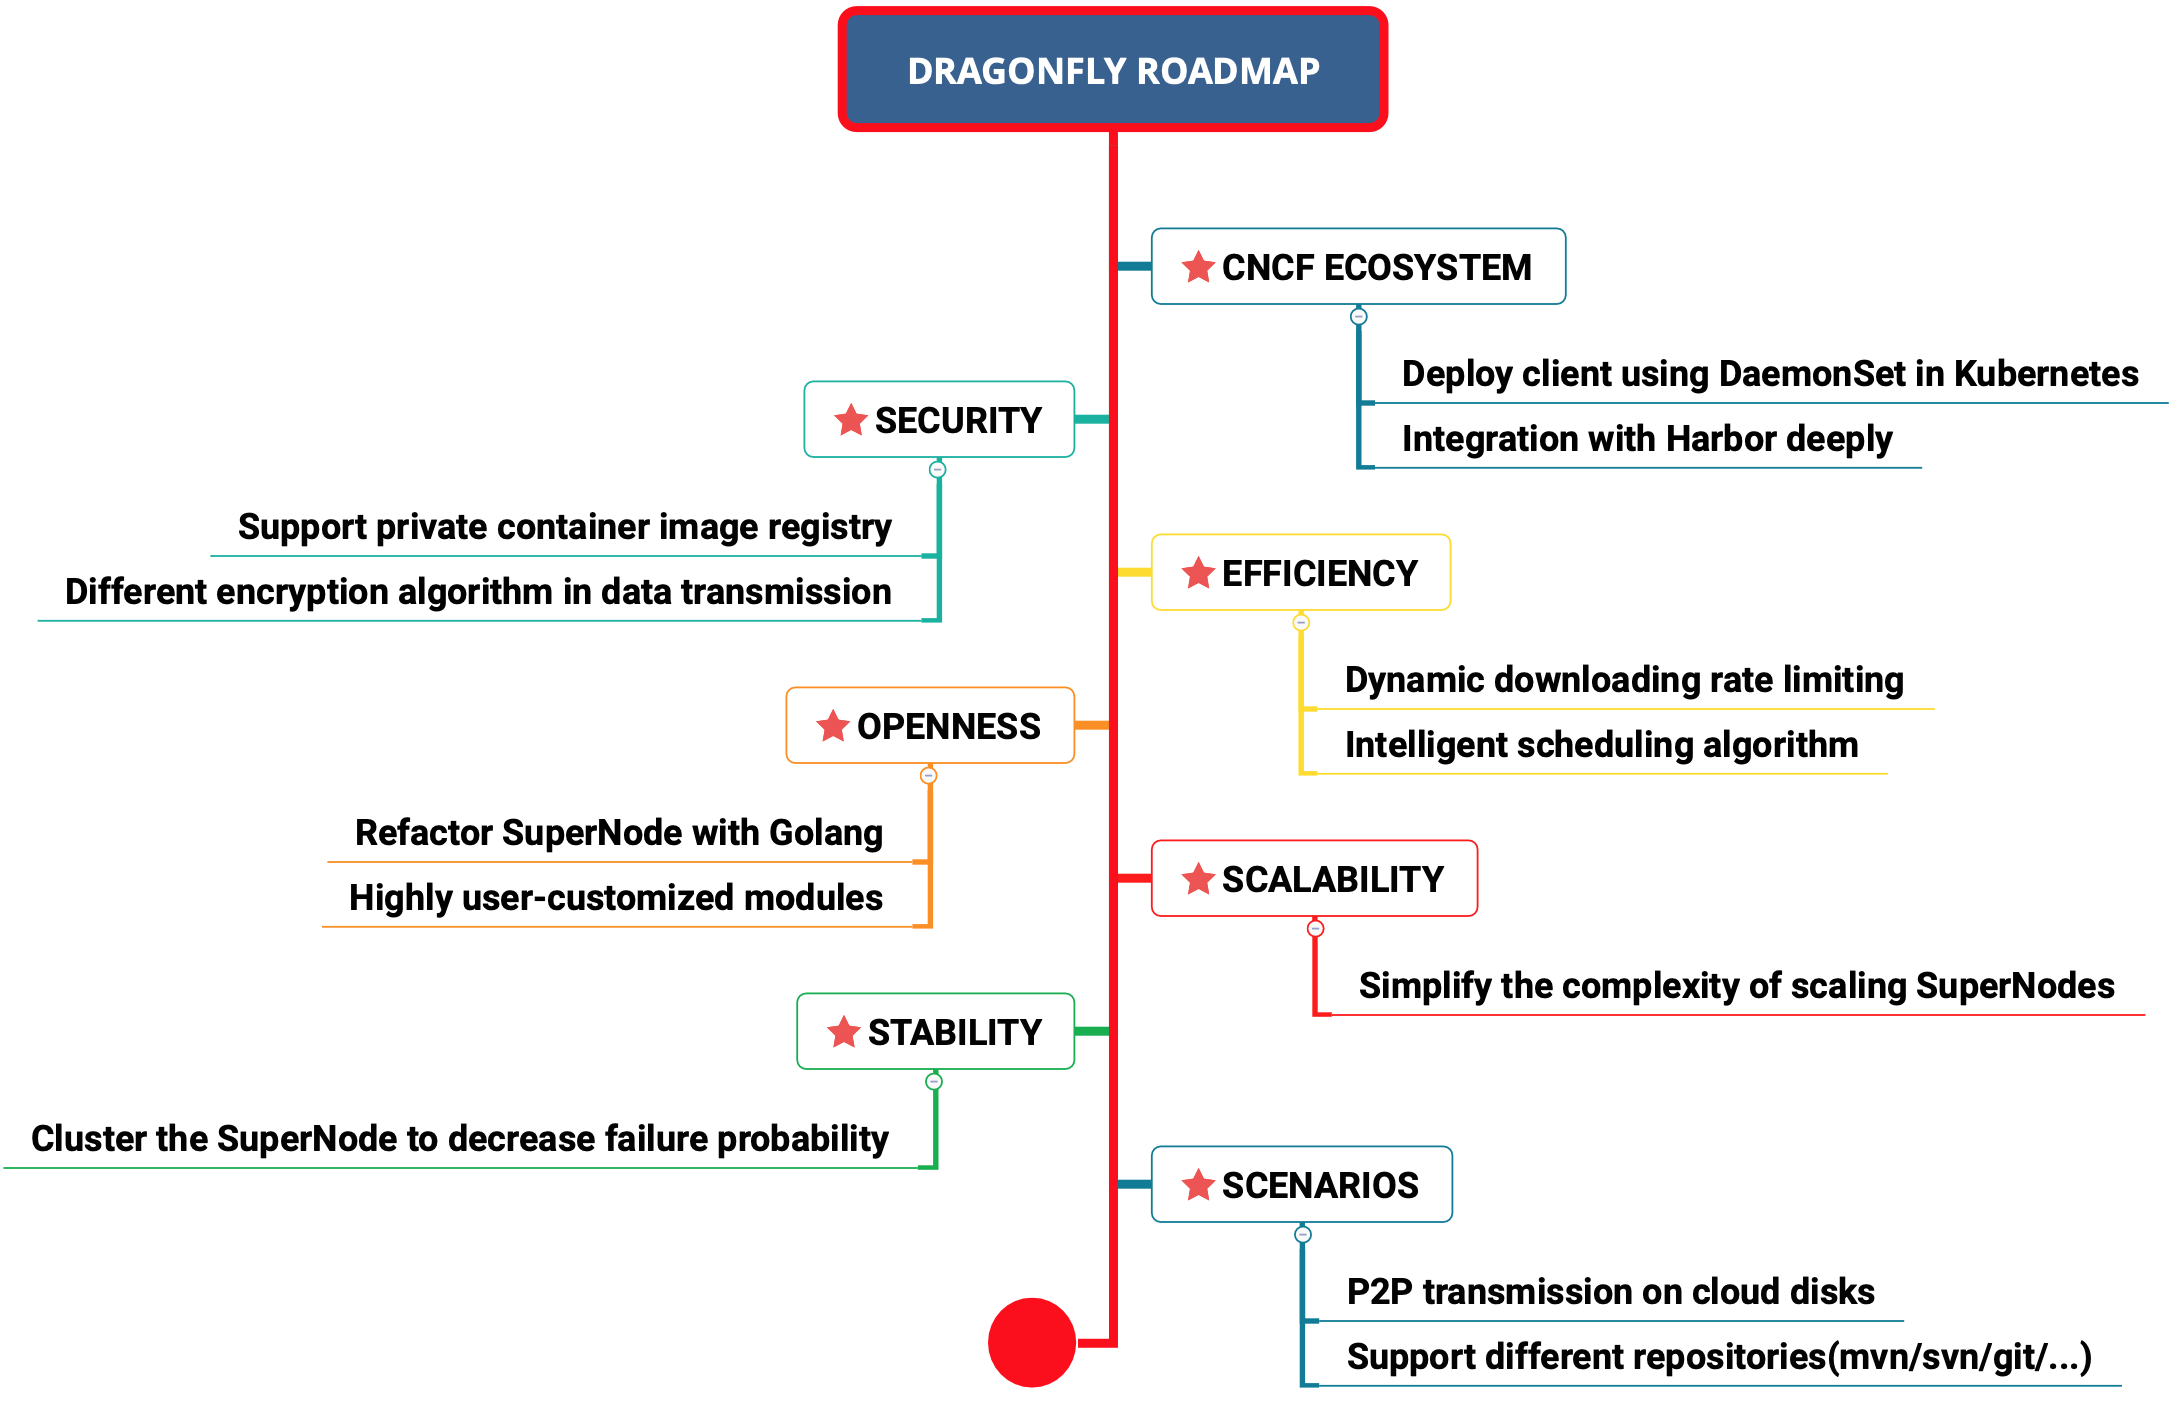 DRAGONFLY ROADMAP
CNCF ECOSYSTEM
Deploy client using DaemonSet in Kubernetes
Integration with Harbor deeply
SECURITY
Support private container image registry
Different encryption algorithm in data transmission
EFFICIENCY
Dynamic downloading rate limiting
Intelligent scheduling algorithm
OPENNESS
Refactor SuperNode with Golang
Highly user-customized modules
SCALABILITY
Simplify the complexity of scaling SuperNodes
STABILITY
Cluster the SuperNode to decrease failure probability
SCENARIOS
P2P transmission on cloud disks
Support different repositories(mvn/svn/git/...)